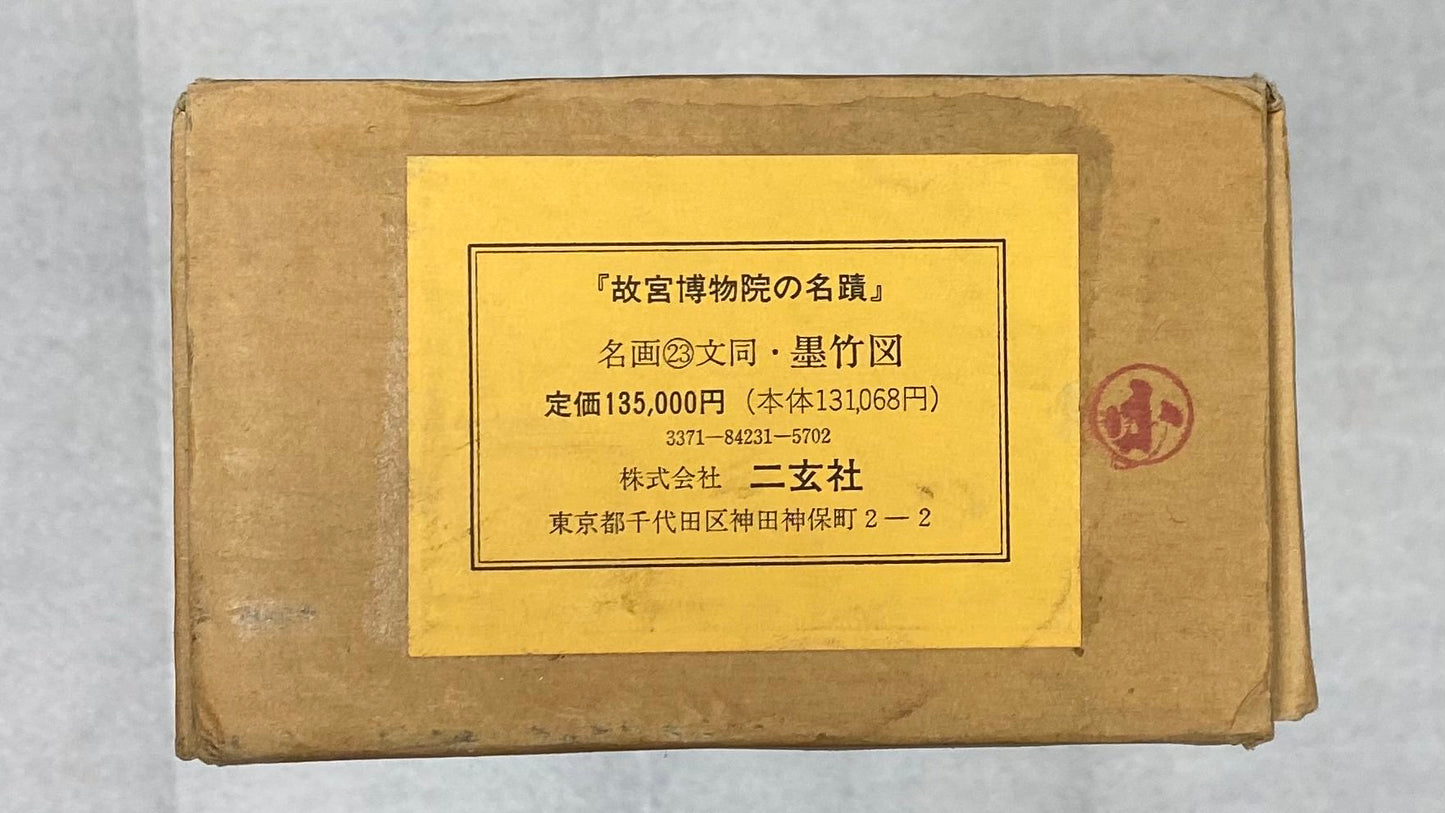 『故宮博物院の名蹟』
名画㉓文同・墨竹図
定価135,000円（本体131,068円）
3371―84231―5702
株式会社 二玄社
東京都千代田区神田神保町２―２
小